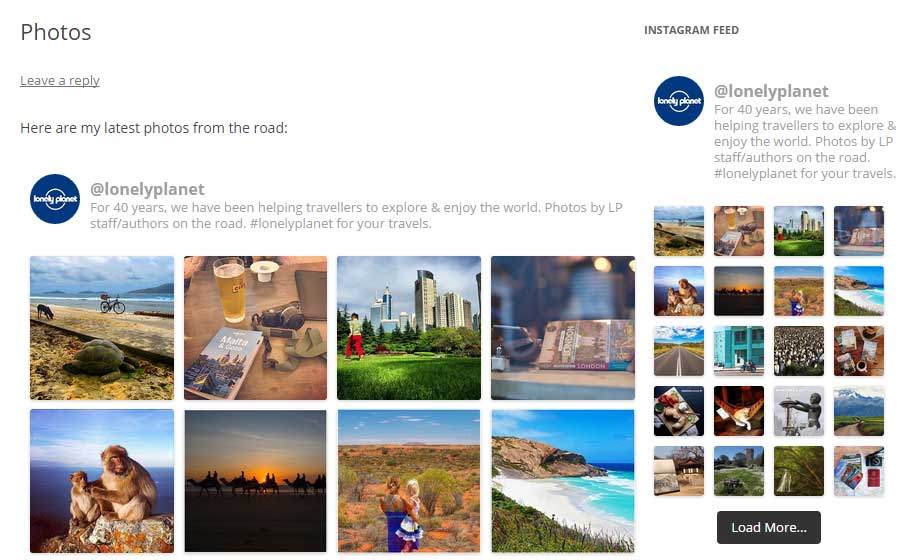 Photos
Leave a reply
Here are my latest photos from the road:
lonely planet
@lonelyplanet
For 40 years, we have been helping travellers to explore & enjoy the world. Photos by LP
staff/authors on the road. #lonelyplanet for your travels.
Malta
& Gozo
LONDON
LONDON
INSTAGRAM FEED
lonely planet
@lonelyplanet
For 40 years, we have been
helping travellers to explore &
enjoy the world. Photos by LP
staff/authors on the road.
#lonelyplanet for your travels.
Load More...